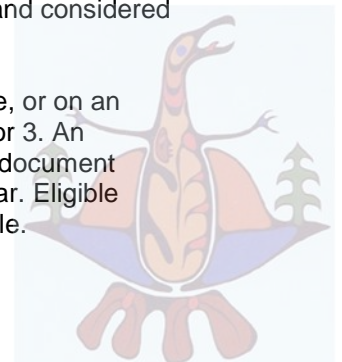 and considered
e, or on an
or 3. An
document
ar. Eligible
le.